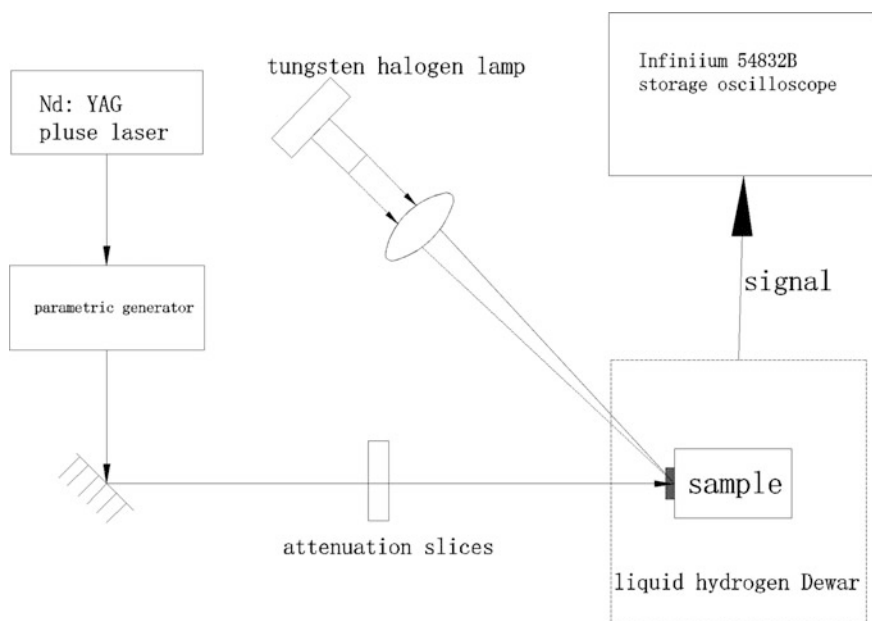 tungsten halogen lamp
Infiniium 54832B
storage oscilloscope
Nd: YAG
pluse laser
parametric generator
signal
sample
attenuation slices
liquid hydrogen Dewar